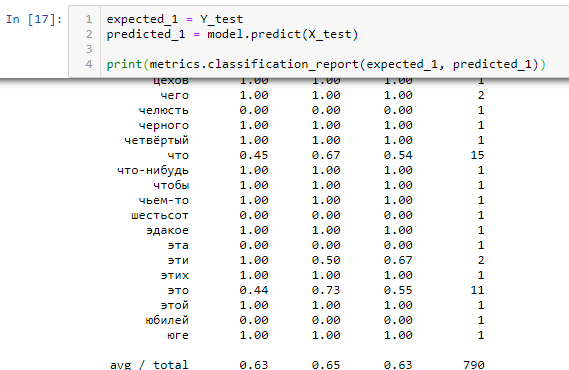 In [17]:
1 expected_1 = Y_test
2 predicted_1 = model.predict(X_test)
3
4 print(metrics.classification_report(expected_1, predicted_1))
цехов 1.00 1.00 1.00 1
чего 1.00 1.00 1.00 2
челюсть 0.00 0.00 0.00 1
черного 1.00 1.00 1.00 1
четвёртый 1.00 1.00 1.00 1
что 0.45 0.67 0.54 15
что-нибудь 1.00 1.00 1.00 1
чтобы 1.00 1.00 1.00 1
чьем-то 1.00 1.00 1.00 1
шестьсот 0.00 0.00 0.00 1
эдакое 1.00 1.00 1.00 1
эта 0.00 0.00 0.00 1
эти 1.00 0.50 0.67 2
этих 1.00 1.00 1.00 1
это 0.44 0.73 0.55 11
этой 1.00 1.00 1.00 1
юбилей 0.00 0.00 0.00 1
юге 1.00 1.00 1.00 1
avg / total 0.63 0.65 0.63 790